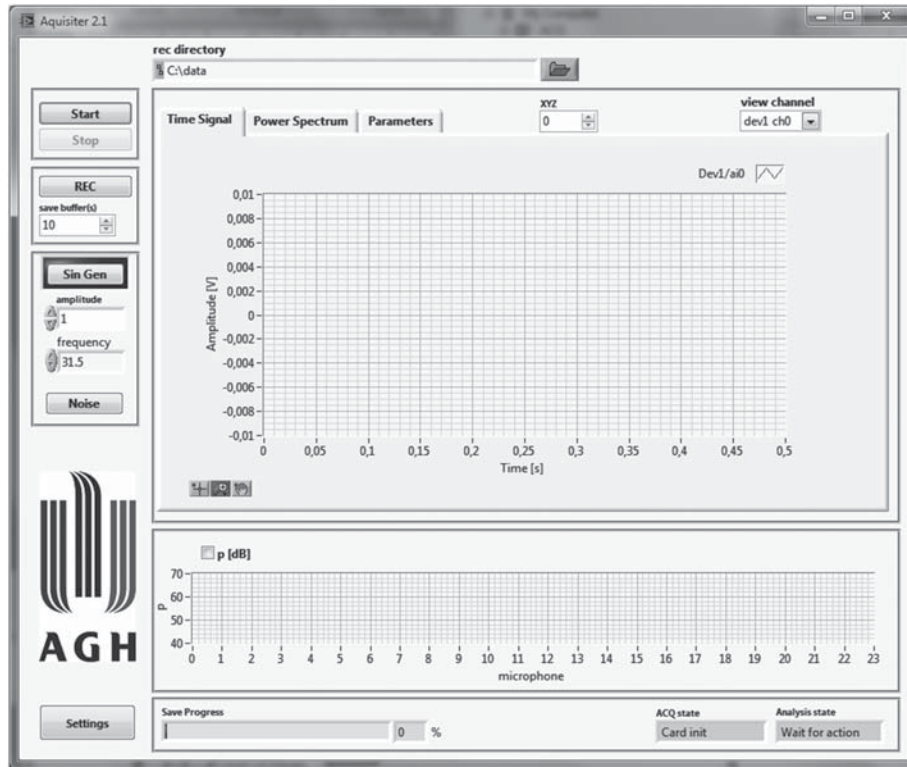 Aquisiter 2.1
rec directory
C:\data
Start
Stop
REC
save buffer(s)
10
Sin Gen
amplitude
1
frequency
31.5
Noise
AGH
Settings
Time Signal Power Spectrum Parameters
XYZ
0
view channel
dev1 ch0
Dev1/ai0
0,01
0,008
0,006
0,004
0,002
0
-0,002
-0,004
-0,006
-0,008
-0,01
Amplitude [V]
0 0,05 0,1 0,15 0,2 0,25 0,3 0,35 0,4 0,45 0,5
Time [s]
p [dB]
70
60
50
40
p
0 1 2 3 4 5 6 7 8 9 10 11 12 13 14 15 16 17 18 19 20 21 22 23
microphone
Save Progress
0 %
ACQ state
Card init
Analysis state
Wait for action